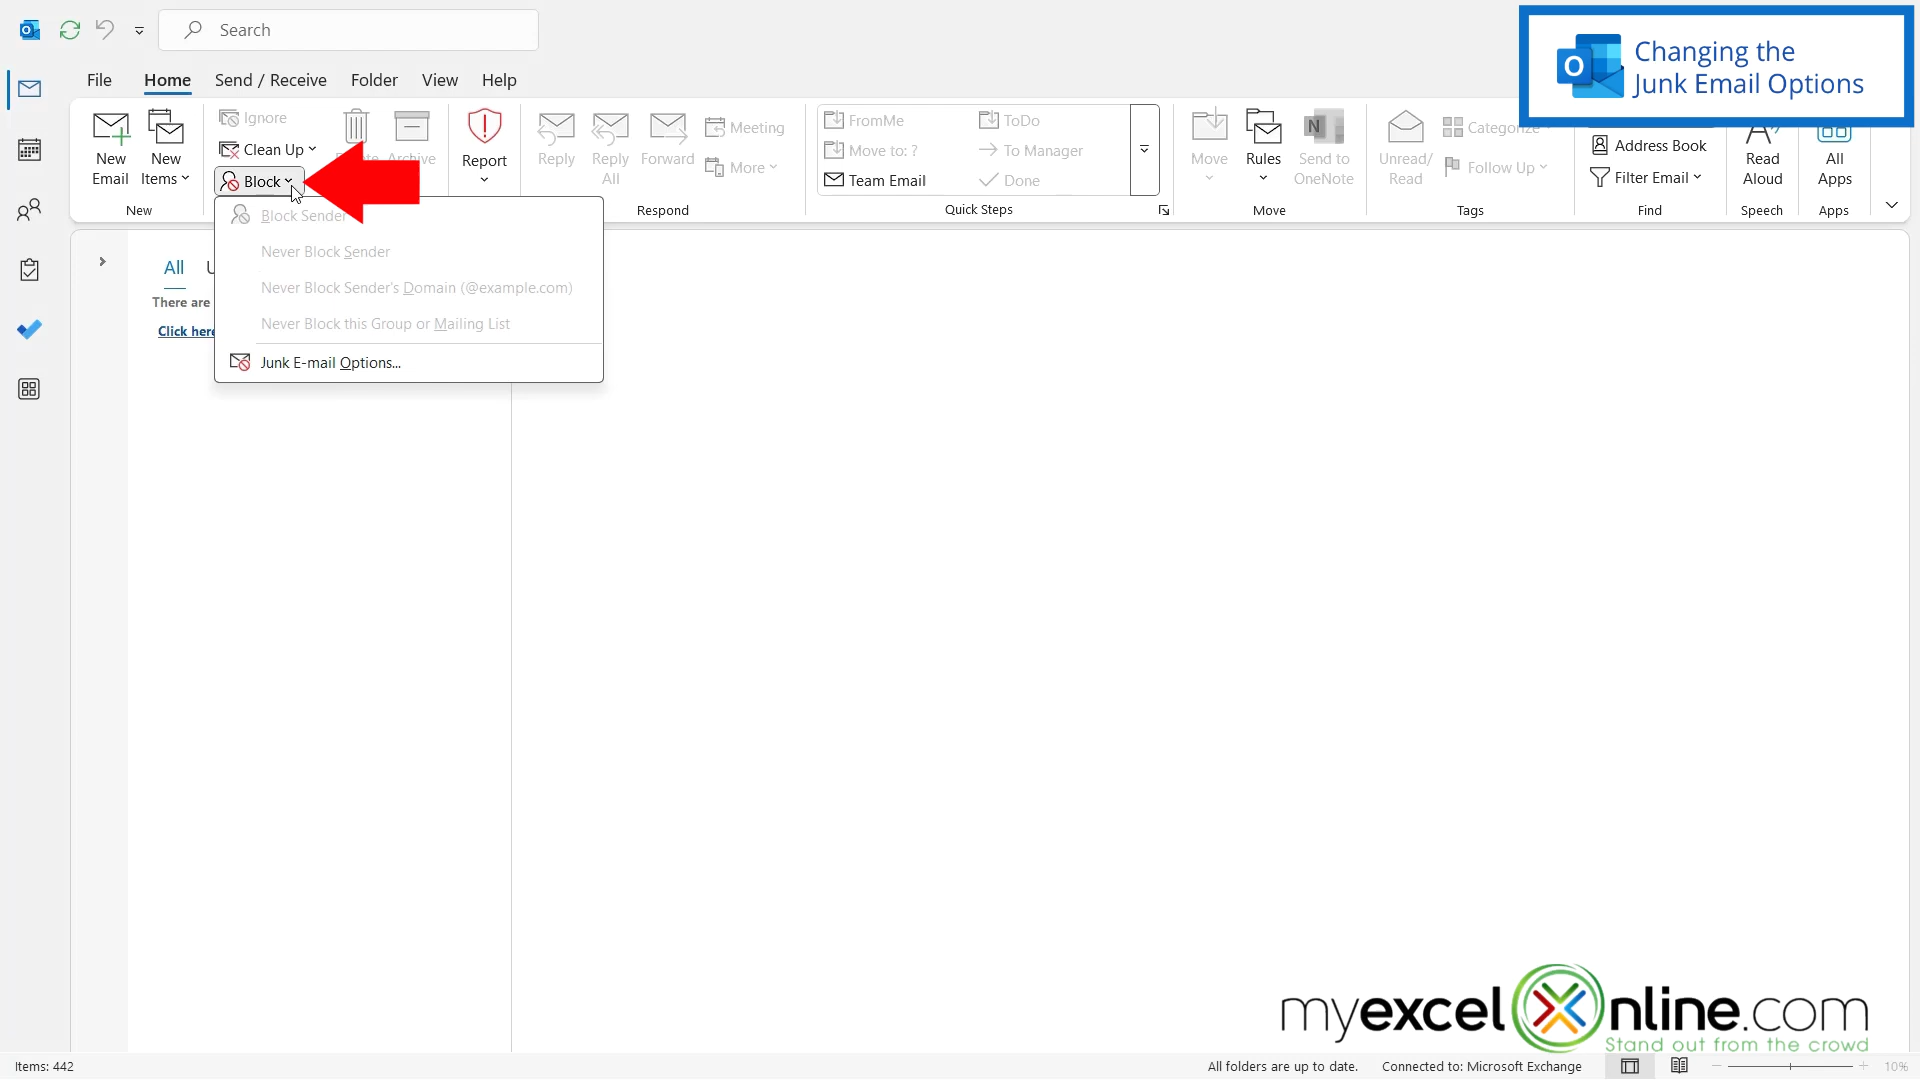 Search
Changing the
Junk Email Options
File Home Send / Receive Folder View Help
New
Email
New
Items
New
Ignore
Clean Up
Block
Archive
Report
Reply
Reply
All
Forward
Meeting
More
Respond
FromMe
Move to: ?
Team Email
ToDo
To Manager
Done
Quick Steps
Move
Rules
Send to
OneNote
Move
Unread/
Read
Categorize
Follow Up
Tags
Address Book
Filter Email
Find
Read
Aloud
Speech
All
Apps
Apps
Block Sender
Never Block Sender
Never Block Sender's Domain (@example.com)
Never Block this Group or Mailing List
Junk E-mail Options...
All U
There are
Click here
myexcelOnline.com
Stand out from the crowd
Items: 442
All folders are up to date. Connected to: Microsoft Exchange
10%